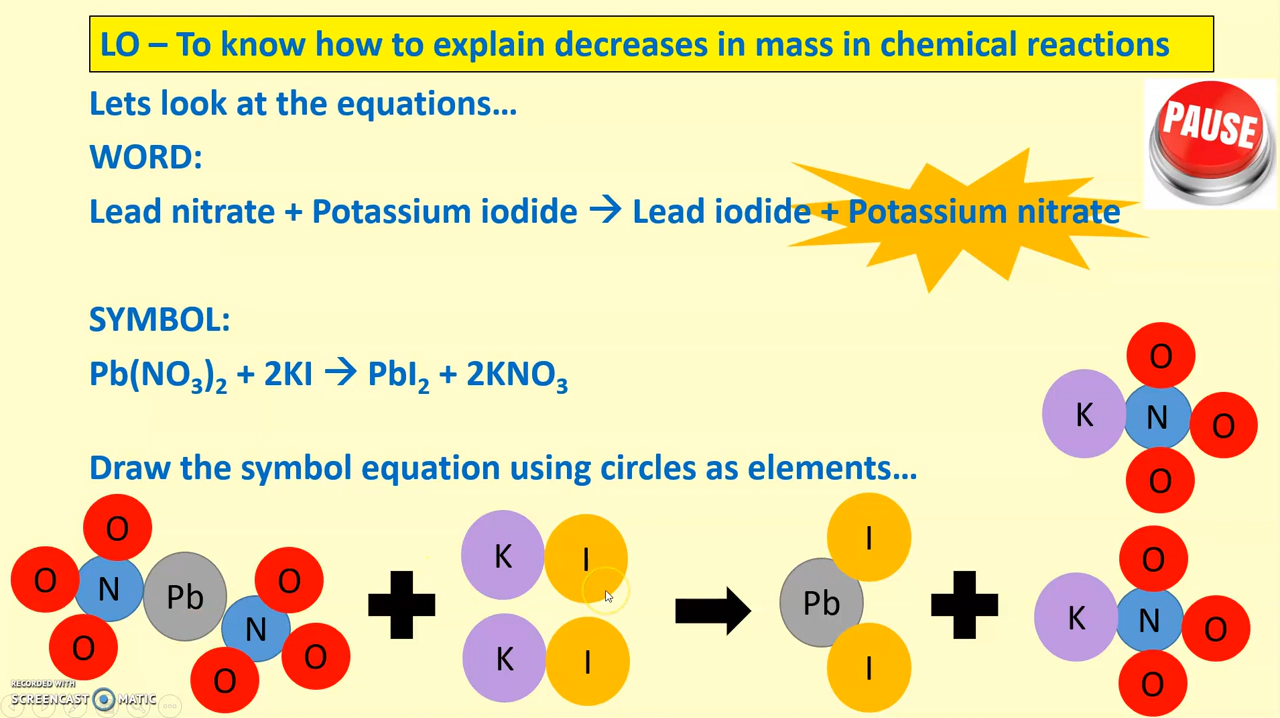 LO – To know how to explain decreases in mass in chemical reactions
Lets look at the equations...
PAUSE
WORD:
Lead nitrate + Potassium iodide → Lead iodide + Potassium nitrate
SYMBOL:
Pb(NO₃)₂ + 2KI → PbI₂ + 2KNO₃
Draw the symbol equation using circles as elements...
O
K N O
O
O
O N Pb O
O N O
O
K I
K I
I
Pb
I
O
K N O
O
RECORDED WITH
SCREENCAST MATIC